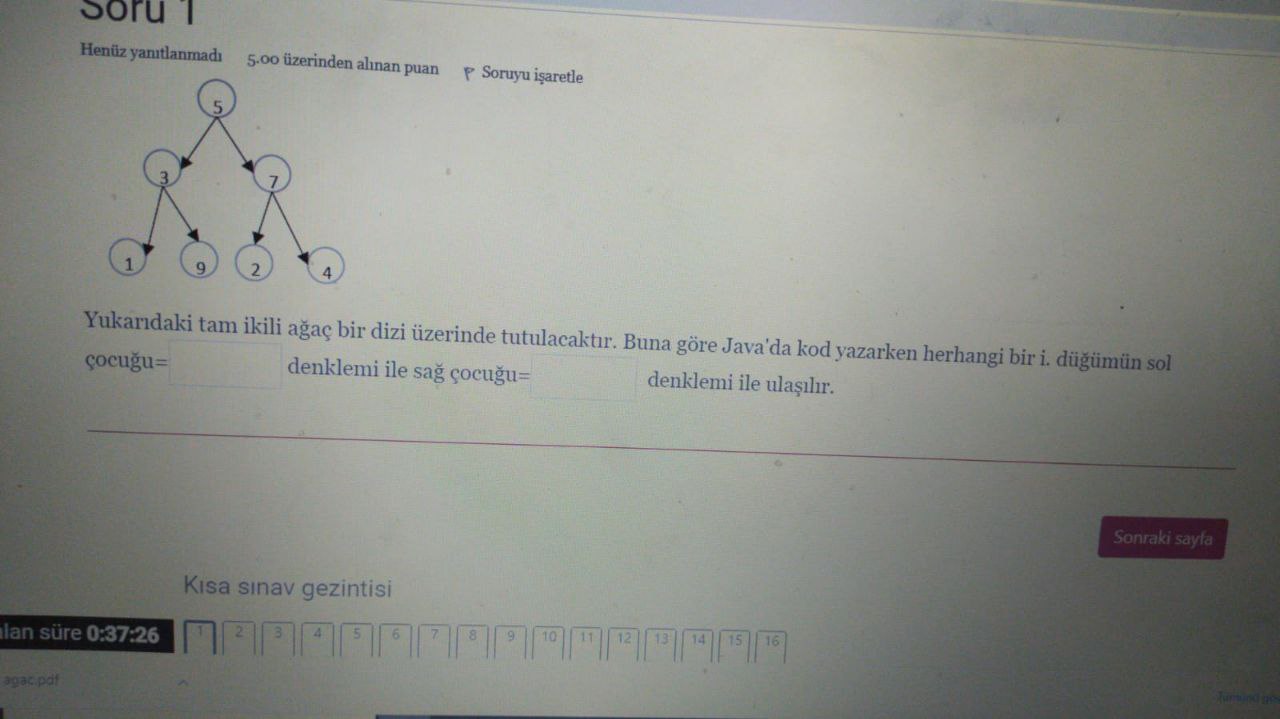 Soru 1
Henüz yanıtlanmadı 5.00 üzerinden alınan puan Soruyu işaretle
5
3 7
1 9 2 4
Yukarıdaki tam ikili ağaç bir dizi üzerinde tutulacaktır. Buna göre Java'da kod yazarken herhangi bir i. düğümün sol
çocuğu= denklemi ile sağ çocuğu= denklemi ile ulaşılır.
Sonraki sayfa
Kısa sınav gezintisi
lan süre 0:37:26 1 2 3 4 5 6 7 8 9 10 11 12 13 14 15 16
agac.pdf